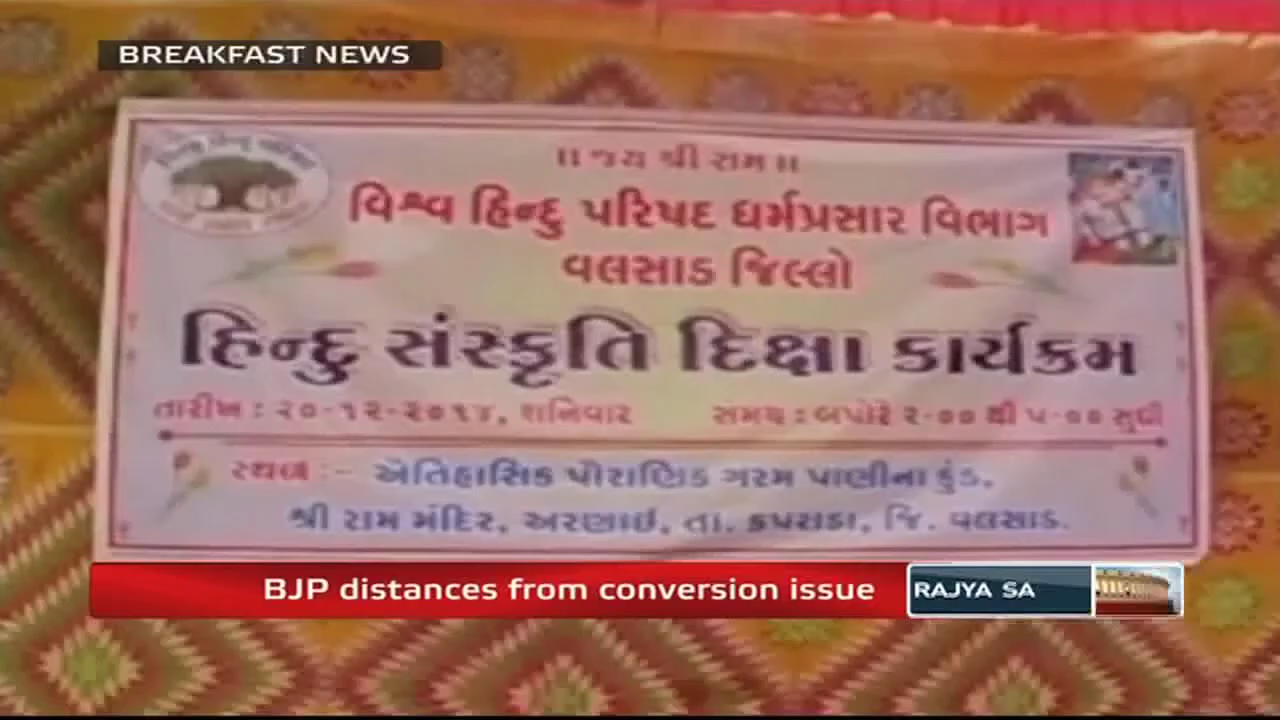 BREAKFAST NEWS
॥ જય શ્રી રામ ॥
વિશ્વ હિન્દુ પરિષદ ધર્મપ્રસાર વિભાગ
વલસાડ જિલ્લો
હિન્દુ સંસ્કૃતિ દિક્ષા કાર્યક્રમ
તારીખ : ૨૦-૧૨-૨૦૧૪, શનિવાર સમય : બપોરે ૨-૦૦ થી ૫-૦૦ સુધી
સ્થળ :- ઐતિહાસિક પૌરાણિક ગરમ પાણીના કુંડ,
શ્રી રામ મંદિર, અરણાઇ, તા. કપરાડા, જિ. વલસાડ.
BJP distances from conversion issue
RAJYA SA